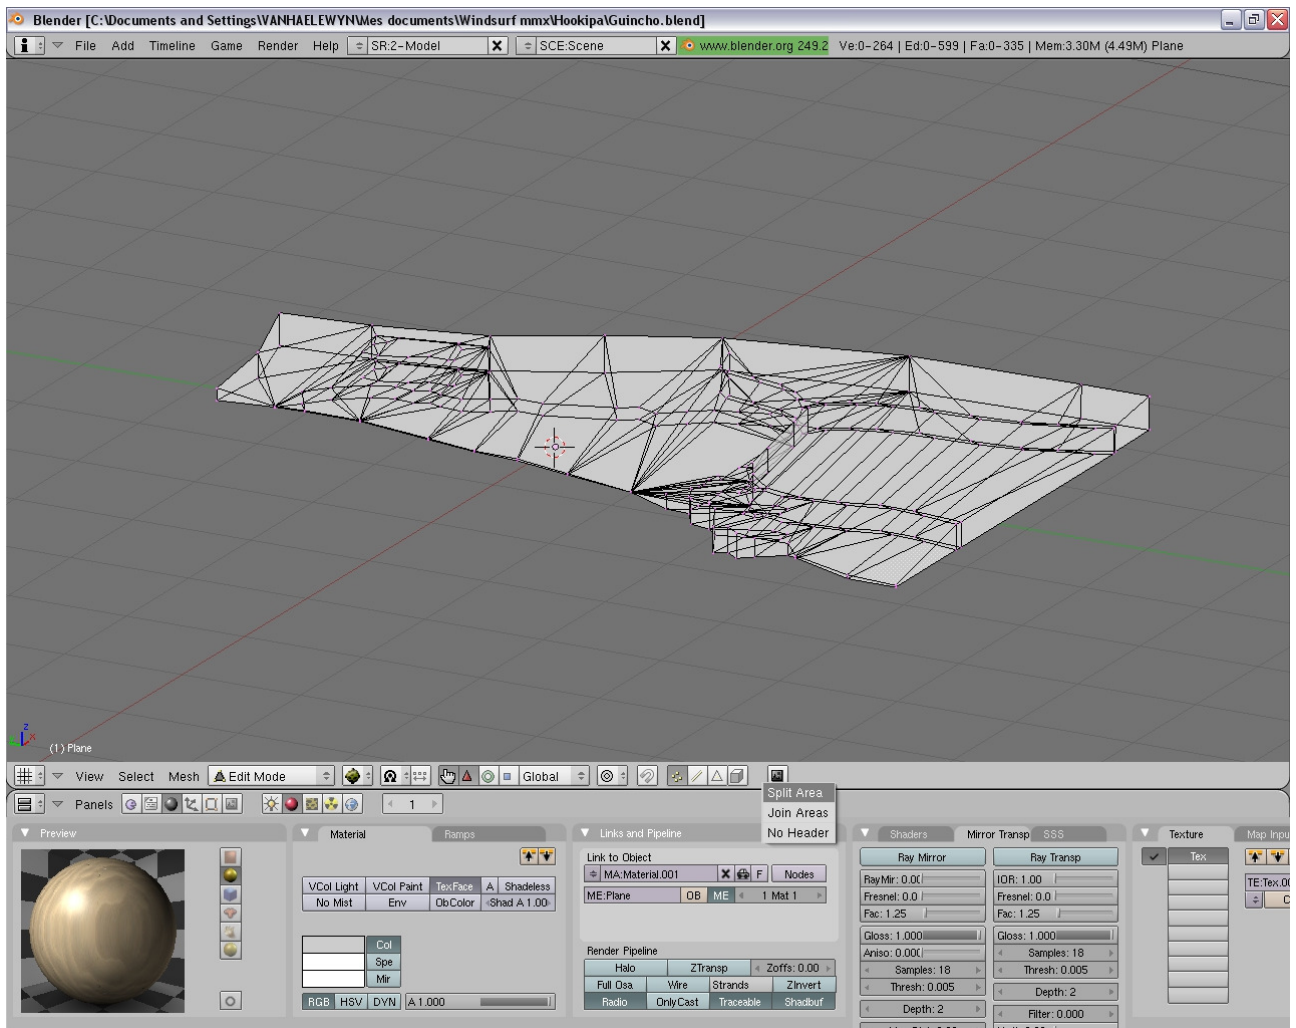 Blender [C:\Documents and Settings\VANHAELEWYN\Mes documents\Windsurf mmx\Hookipa\Guincho.blend]
File Add Timeline Game Render Help SR:2-Model X SCE:Scene X www.blender.org 249.2 Ve:0-264 | Ed:0-599 | Fa:0-335 | Mem:3.30M (4.49M) Plane
z
x
(1) Plane
View Select Mesh Edit Mode Global
Split Area
Join Areas
No Header
Panels 1
Preview
Material Ramps
VCol Light VCol Paint TexFace A Shadeless
No Mist Env ObColor Shad A 1.00
Col
Spe
Mir
RGB HSV DYN A 1.000
Links and Pipeline
Link to Object
MA:Material.001 X F Nodes
ME:Plane OB ME 1 Mat 1
Render Pipeline
Halo ZTransp Zoffs: 0.00
Full Osa Wire Strands ZInvert
Radio OnlyCast Traceable Shadbuf
Shaders Mirror Transp SSS
Ray Mirror Ray Transp
RayMir: 0.0( IOR: 1.00
Fresnel: 0.0 Fresnel: 0.0
Fac: 1.25 Fac: 1.25
Gloss: 1.000 Gloss: 1.000
Aniso: 0.00( Samples: 18
Samples: 18 Thresh: 0.005
Thresh: 0.005 Depth: 2
Depth: 2 Filter: 0.000
Texture Map Inpu
Tex
TE:Tex.00
C